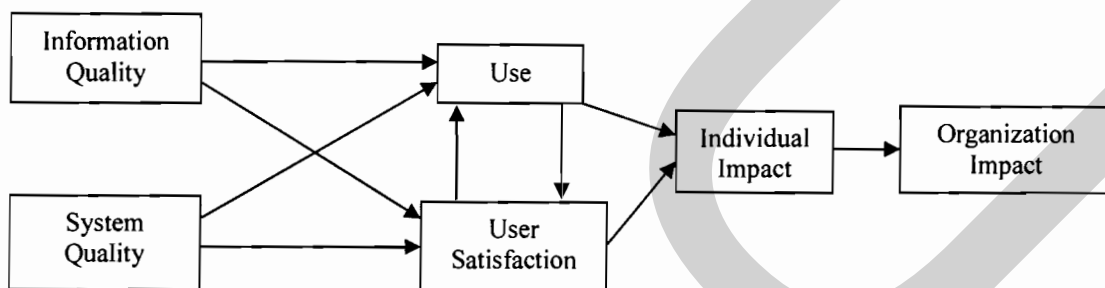 Information
Quality
Use
Individual
Impact
Organization
Impact
System
Quality
User
Satisfaction